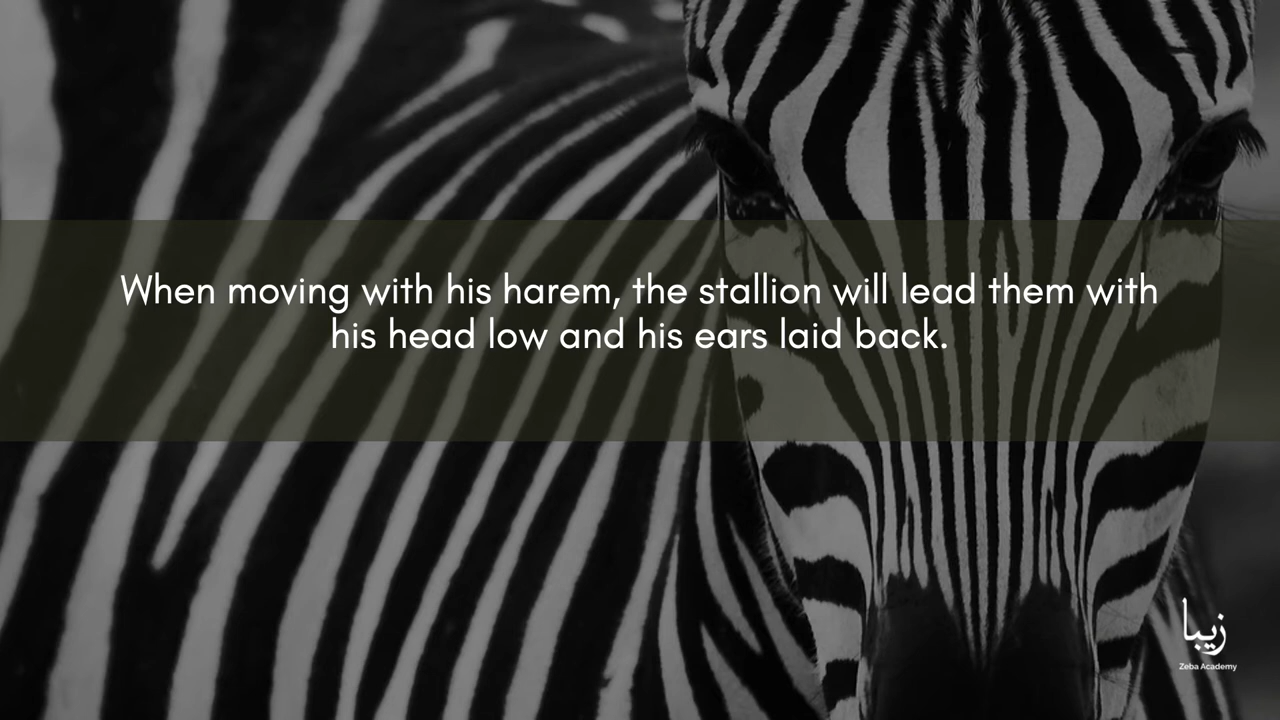 When moving with his harem, the stallion will lead them with
his head low and his ears laid back.
زیبا
Zeba Academy